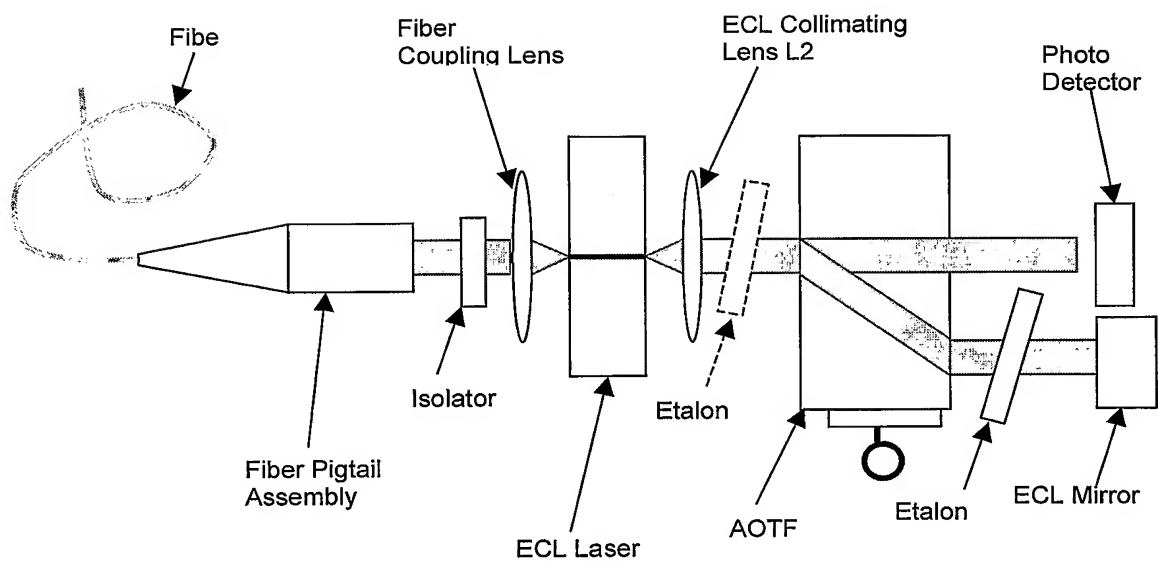 Fibe
Fiber
Coupling Lens
ECL Collimating
Lens L2
Photo
Detector
Isolator
Etalon
Fiber Pigtail
Assembly
ECL Laser
AOTF
Etalon
ECL Mirror